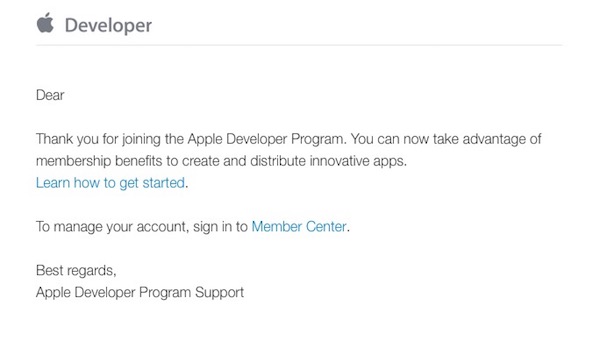 Developer
Dear
Thank you for joining the Apple Developer Program. You can now take advantage of
membership benefits to create and distribute innovative apps.
Learn how to get started.
To manage your account, sign in to Member Center.
Best regards,
Apple Developer Program Support